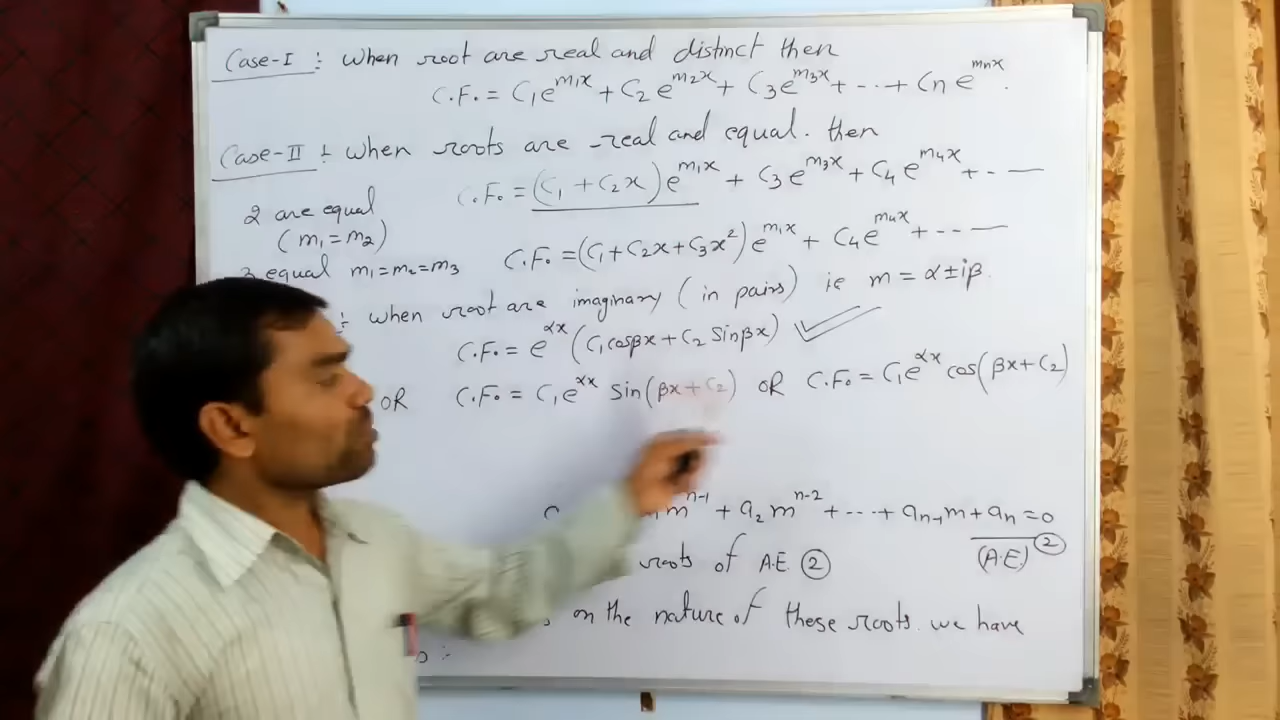 Case-I : when root are real and distinct then
C.F. = C₁e^{m₁x} + C₂e^{m₂x} + C₃e^{m₃x} + --- + Cn e^{mnx}.
Case-II : when roots are real and equal. then
2 are equal C.F. = (C₁ + C₂x)e^{m₁x} + C₃e^{m₃x} + C₄e^{m₄x} + - --
(m₁=m₂)
3 equal m₁=m₂=m₃ C.F. = (C₁+C₂x+C₃x²)e^{m₁x} + C₄e^{m₄x} + ----
: when root are imaginary (in pairs) ie m = α±iβ.
C.F. = e^{αx}(C₁cosβx + C₂ sinβx) ✓
OR C.F. = C₁e^{αx} sin(βx+C₂) OR C.F. = C₁e^{αx} cos(βx+C₂)
m^{n-1} + a₂m^{n-2} + --- + aₙ₋₁m + aₙ = 0
(A.E) ②
roots of A.E. ②
on the nature of these roots. we have
:-